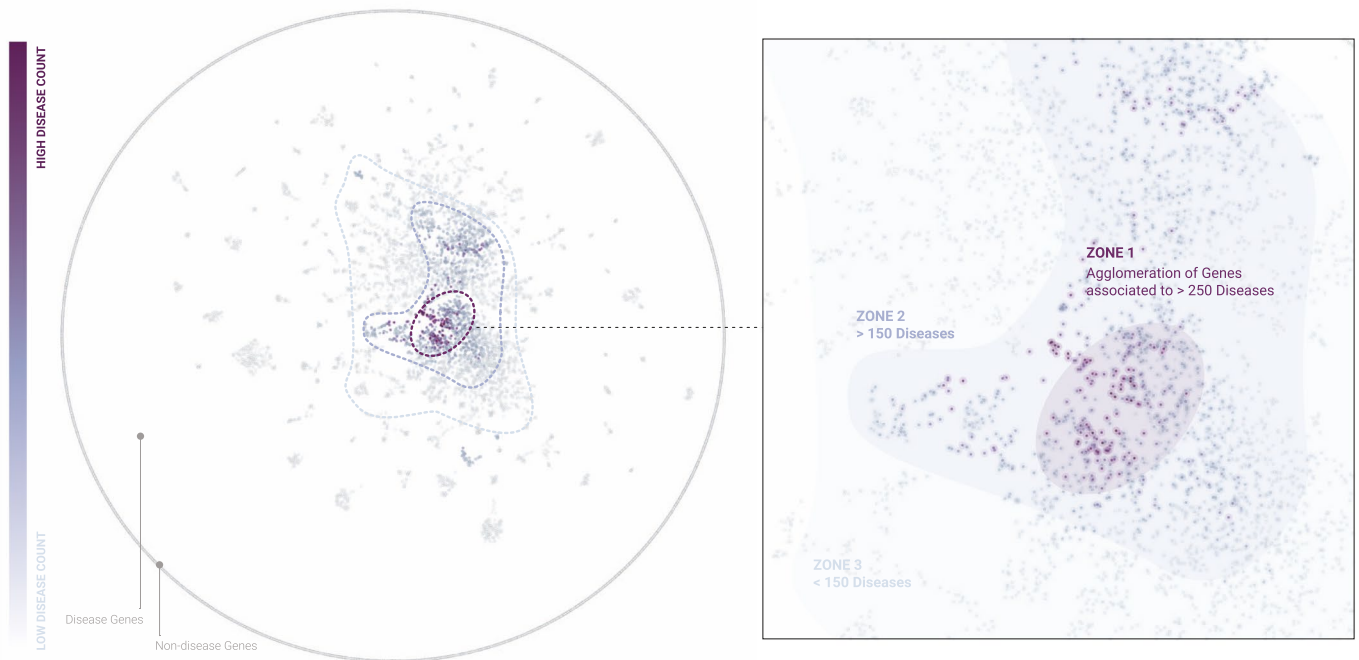 HIGH DISEASE COUNT
LOW DISEASE COUNT
Disease Genes
Non-disease Genes
ZONE 1
Agglomeration of Genes
associated to > 250 Diseases
ZONE 2
> 150 Diseases
ZONE 3
< 150 Diseases